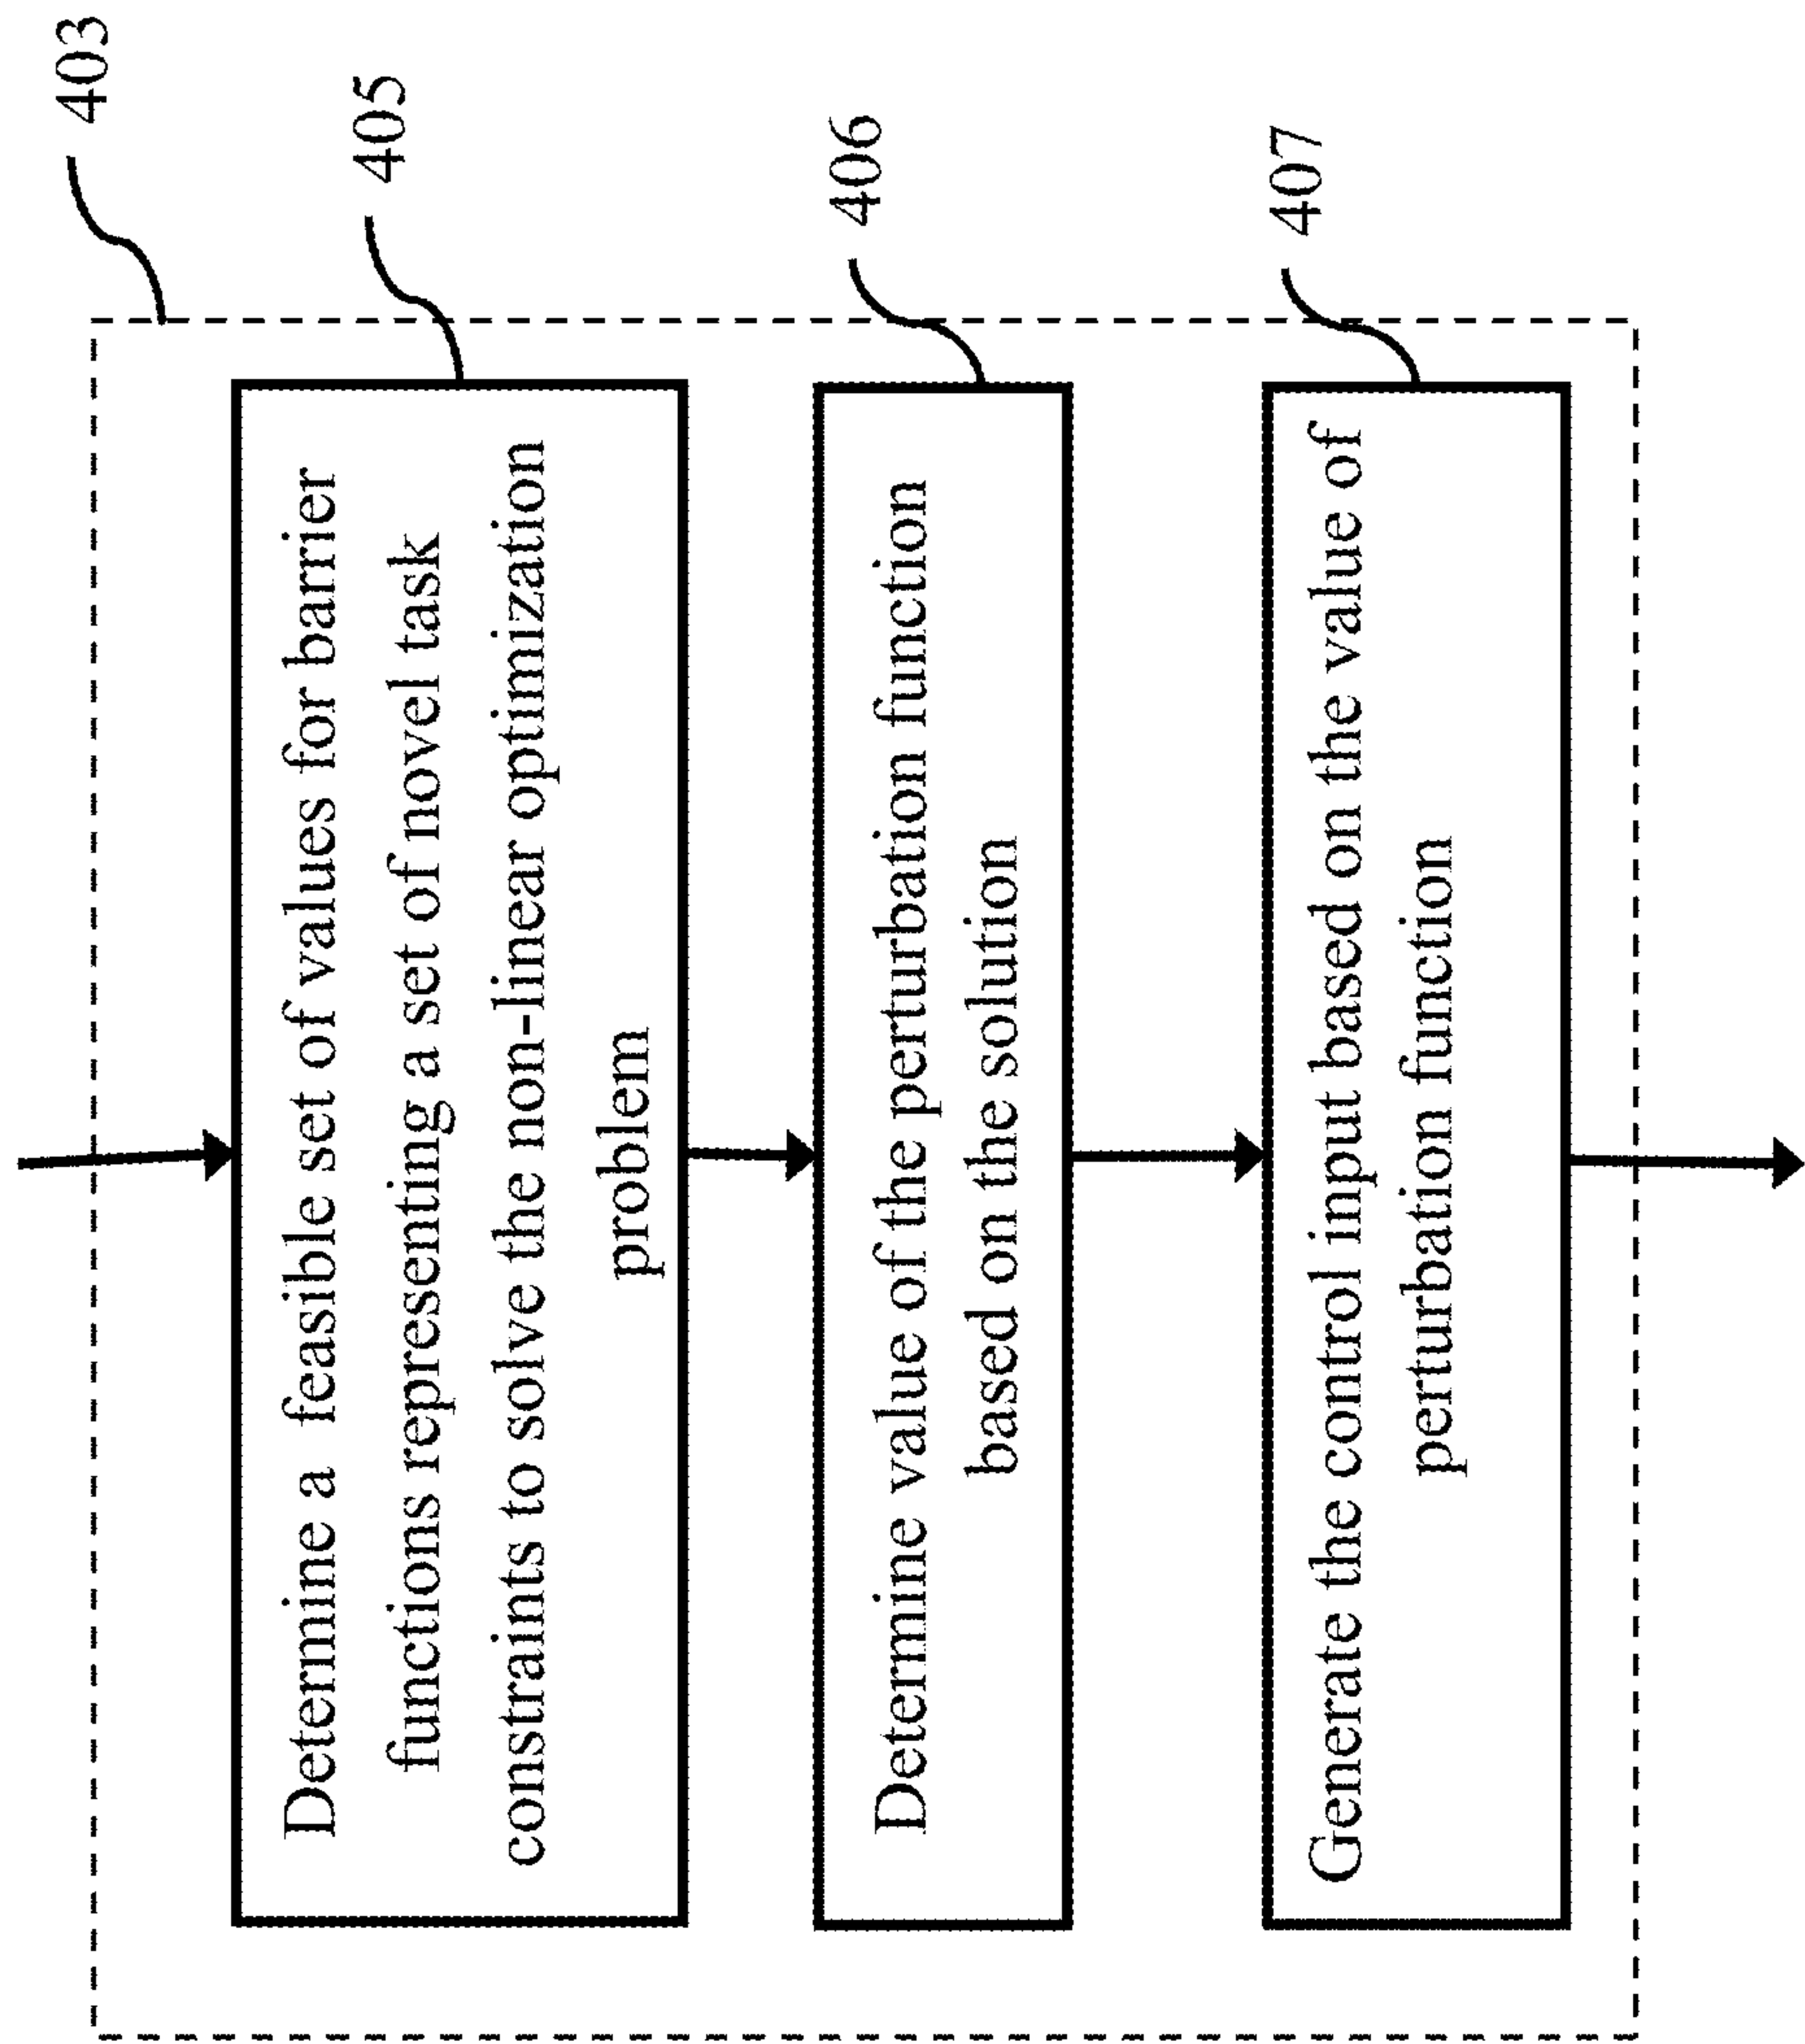 403
Determine a feasible set of values for barrier
functions representing a set of novel task
constraints to solve the non-linear optimization
problem
405
Determine value of the perturbation function
based on the solution
406
Generate the control input based on the value of
perturbation function
407